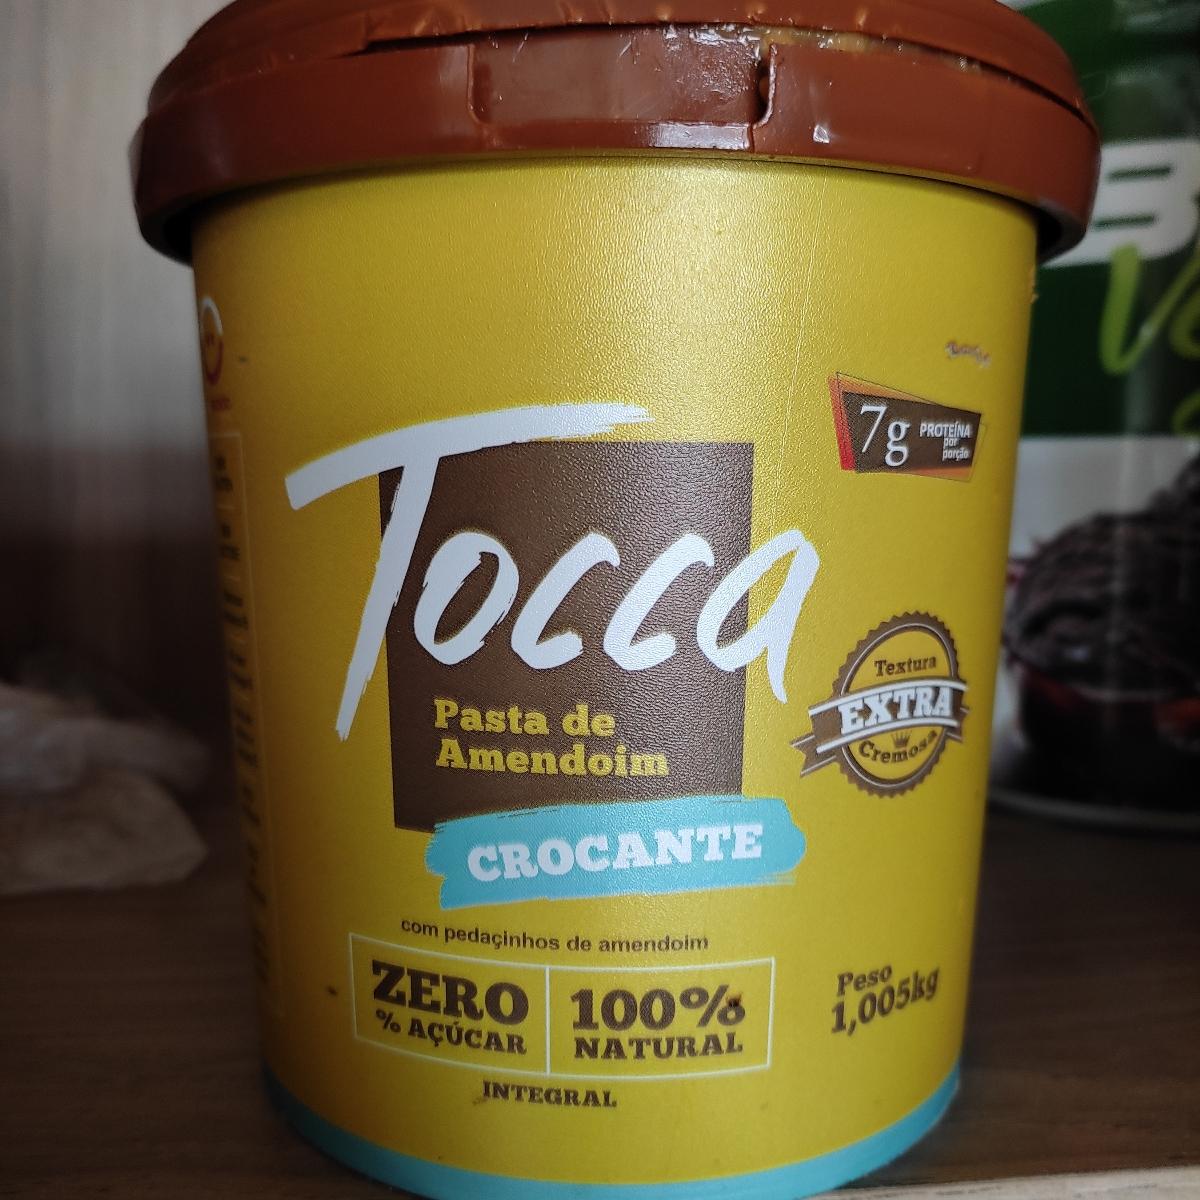 7g PROTEÍNA
por
porção
Tocca
Pasta de
Amendoim
CROCANTE
Textura
EXTRA
Cremosa
com pedaçinhos de amendoim
ZERO
% AÇÚCAR
100%
NATURAL
INTEGRAL
Peso
1,005kg